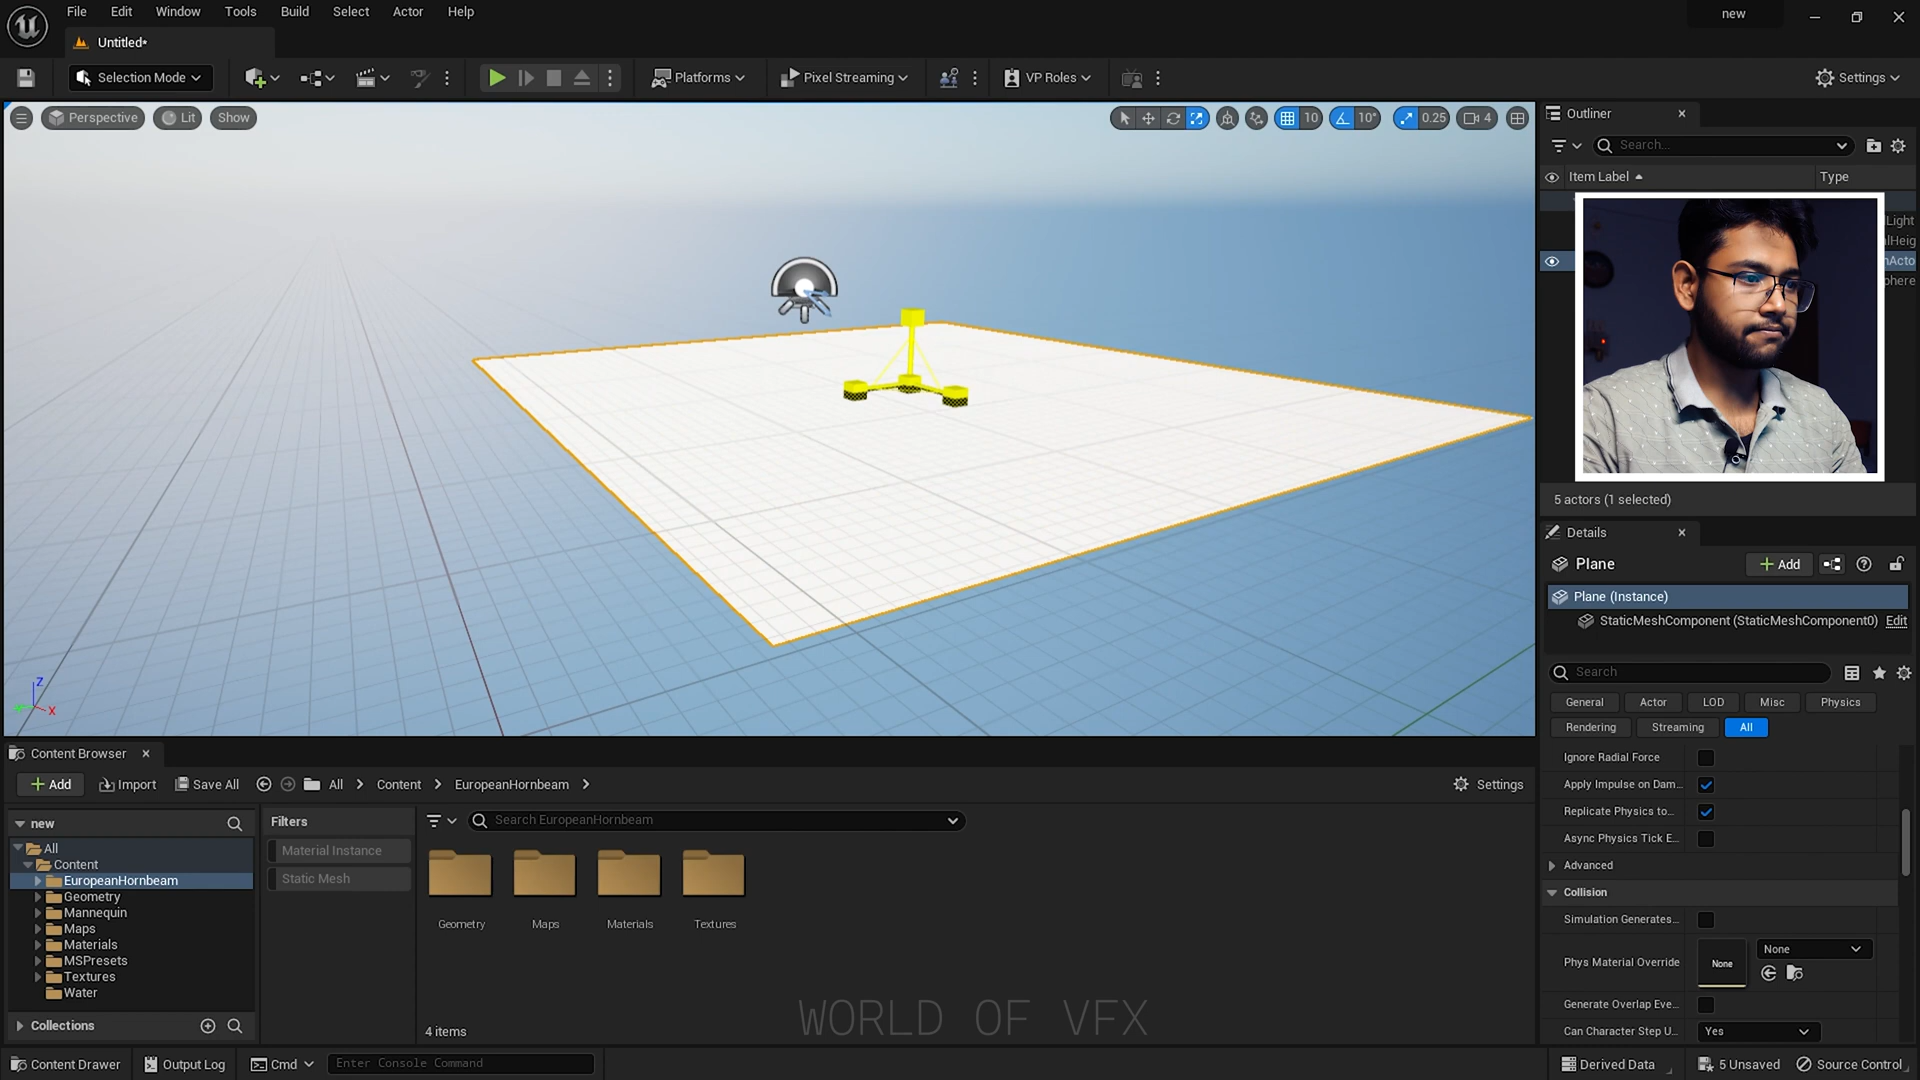 File Edit Window Tools Build Select Actor Help
new
Untitled*
Selection Mode
Platforms
Pixel Streaming
VP Roles
Settings
Perspective
Lit
Show
10
10°
0.25
4
Z
X
Outliner
Search...
Item Label
Type
Light
lHeig
nActo
phere
5 actors (1 selected)
Details
Plane
Add
Plane (Instance)
StaticMeshComponent (StaticMeshComponent0) Edit
Search
General Actor LOD Misc Physics
Rendering Streaming All
Ignore Radial Force
Apply Impulse on Dam...
Replicate Physics to...
Async Physics Tick E...
Advanced
Collision
Simulation Generates...
Phys Material Override
None
None
Generate Overlap Eve...
Can Character Step U...
Yes
Content Browser
Add Import Save All All Content EuropeanHornbeam
Settings
new
All
Content
EuropeanHornbeam
Geometry
Mannequin
Maps
Materials
MSPresets
Textures
Water
Collections
Filters
Material Instance
Static Mesh
Search EuropeanHornbeam
Geometry
Maps
Materials
Textures
4 items
WORLD OF VFX
Content Drawer Output Log Cmd Enter Console Command
Derived Data 5 Unsaved Source Control